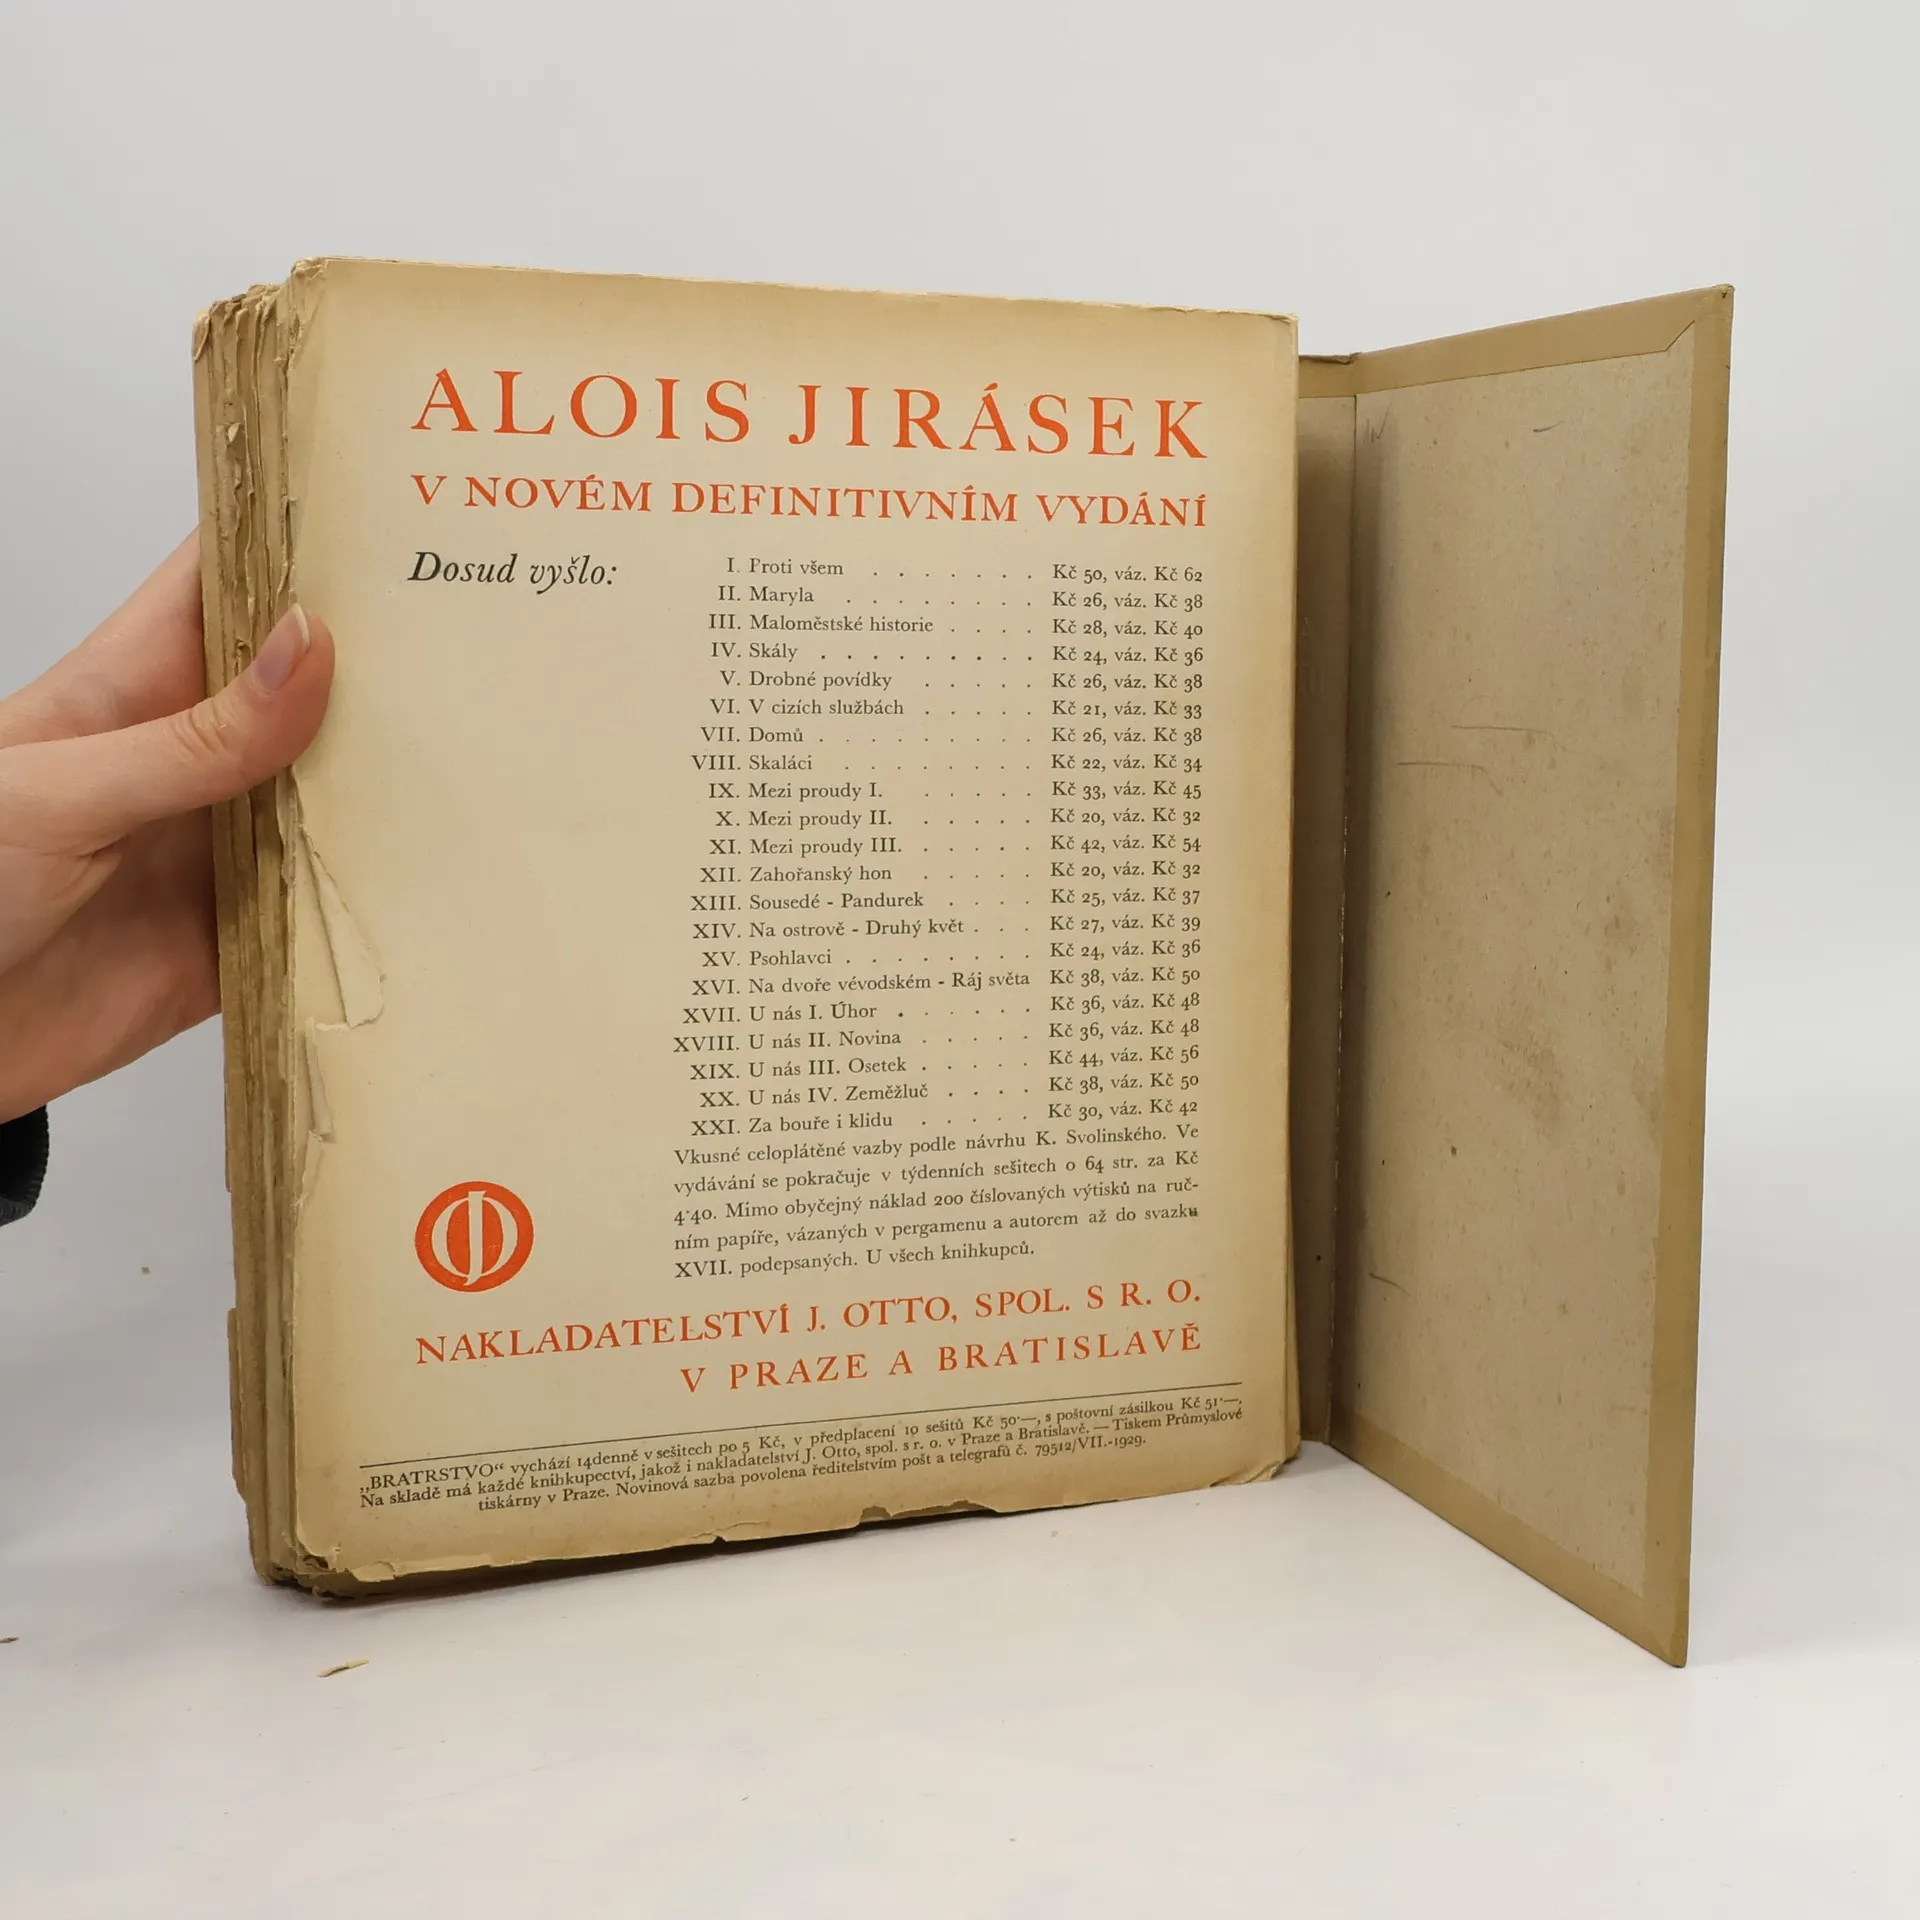 ALOIS JIRÁSEK
V NOVÉM DEFINITIVNÍM VYDÁNÍ
Dosud vyšlo:
I. Proti všem . . . . . . . Kč 50, váz. Kč 62
II. Maryla . . . . . . . . Kč 26, váz. Kč 38
III. Maloměstské historie . . . . Kč 28, váz. Kč 40
IV. Skály . . . . . . . . . Kč 24, váz. Kč 36
V. Drobné povídky . . . . . Kč 26, váz. Kč 38
VI. V cizích službách . . . . . Kč 21, váz. Kč 33
VII. Domů . . . . . . . . . Kč 26, váz. Kč 38
VIII. Skaláci . . . . . . . . Kč 22, váz. Kč 34
IX. Mezi proudy I. . . . . . Kč 33, váz. Kč 45
X. Mezi proudy II. . . . . . Kč 20, váz. Kč 32
XI. Mezi proudy III. . . . . . Kč 42, váz. Kč 54
XII. Zahořanský hon . . . . . Kč 20, váz. Kč 32
XIII. Sousedé - Pandurek . . . . Kč 25, váz. Kč 37
XIV. Na ostrově - Druhý květ . . . Kč 27, váz. Kč 39
XV. Psohlavci . . . . . . . . Kč 24, váz. Kč 36
XVI. Na dvoře vévodském - Ráj světa Kč 38, váz. Kč 50
XVII. U nás I. Úhor . . . . . . Kč 36, váz. Kč 48
XVIII. U nás II. Novina . . . . . Kč 36, váz. Kč 48
XIX. U nás III. Osetek . . . . . Kč 44, váz. Kč 56
XX. U nás IV. Zeměžluč . . . . Kč 38, váz. Kč 50
XXI. Za bouře i klidu . . . . . Kč 30, váz. Kč 42
Vkusné celoplátěné vazby podle návrhu K. Svolinského. Ve
vydávání se pokračuje v týdenních sešitech o 64 str. za Kč
4·40. Mimo obyčejný náklad 200 číslovaných výtisků na ruč-
ním papíře, vázaných v pergamenu a autorem až do svazku
XVII. podepsaných. U všech knihkupců.
NAKLADATELSTVÍ J. OTTO, SPOL. S R. O.
V PRAZE A BRATISLAVĚ
„BRATRSTVO“ vychází 14denně v sešitech po 5 Kč, v předplacení 10 sešitů Kč 50·—, s poštovní zásilkou Kč 51·—.
Na skladě má každé knihkupectví, jakož i nakladatelství J. Otto, spol. s r. o. v Praze a Bratislavě. — Tiskem Průmyslové
tiskárny v Praze. Novinová sazba povolena ředitelstvím pošt a telegrafů č. 79512/VII.-1929.